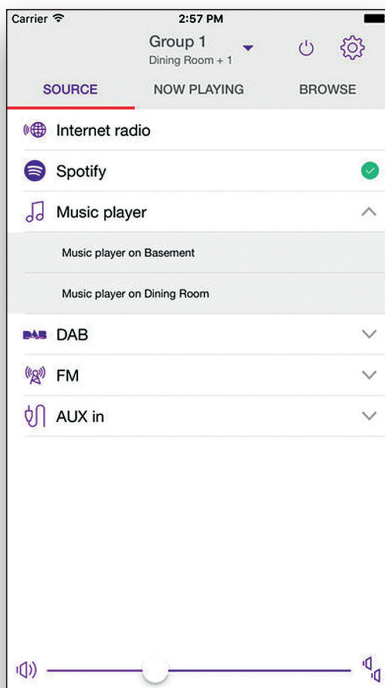 Carrier 2:57 PM
Group 1
Dining Room + 1
SOURCE NOW PLAYING BROWSE
Internet radio
Spotify
Music player
Music player on Basement
Music player on Dining Room
DAB DAB
FM
AUX in